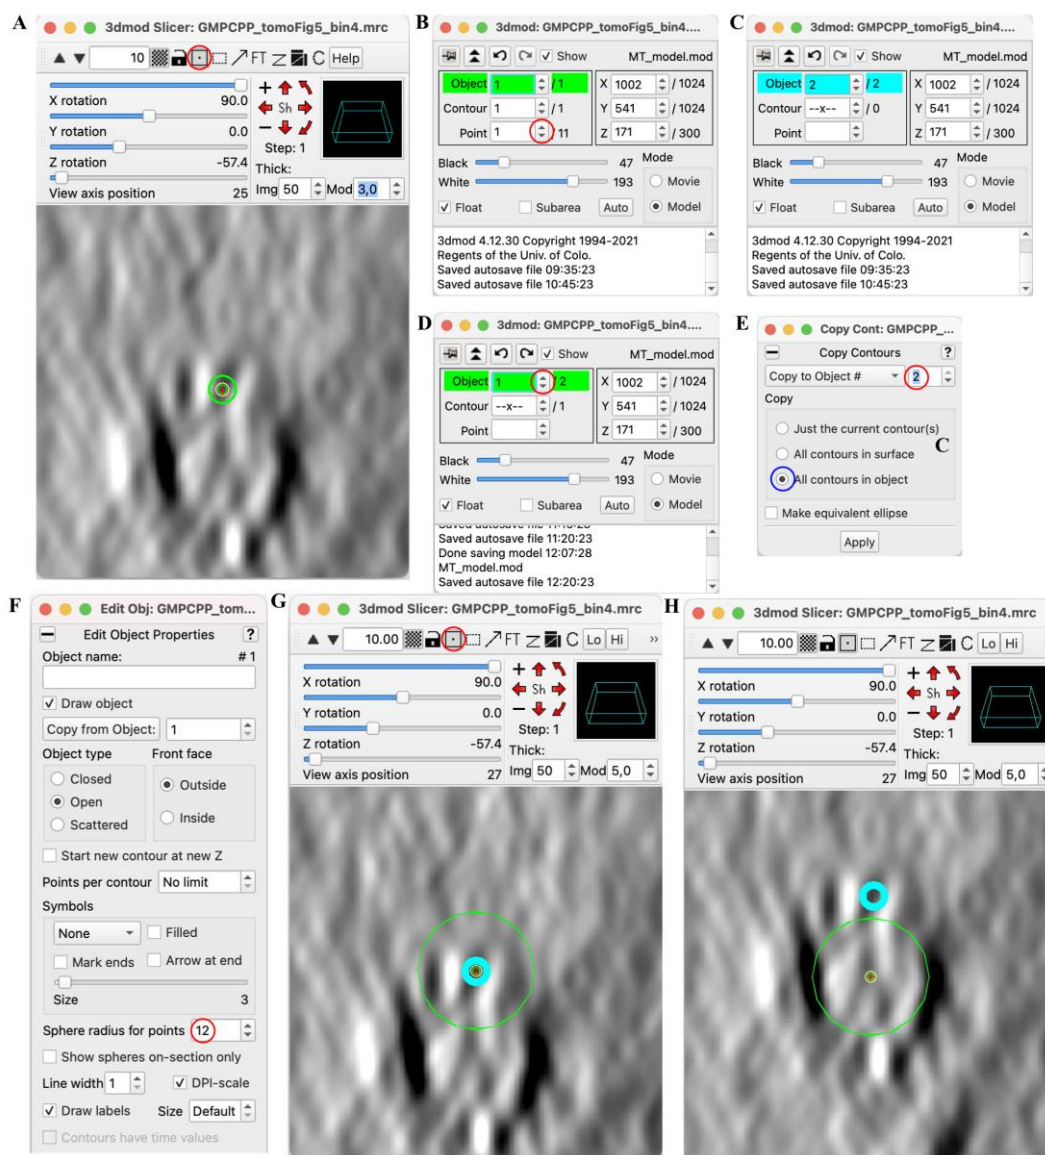 A
3dmod Slicer: GMPCPP_tomoFig5_bin4.mrc
10 FT Z C Help
X rotation 90.0
Y rotation 0.0
Z rotation -57.4
View axis position 25
Sh
Step: 1
Thick:
Img 50 Mod 3,0
B
3dmod: GMPCPP_tomoFig5_bin4....
Show MT_model.mod
Object 1 / 1 X 1002 / 1024
Contour 1 / 1 Y 541 / 1024
Point 1 / 11 Z 171 / 300
Black 47 Mode
White 193 Movie
Float Subarea Auto Model
3dmod 4.12.30 Copyright 1994-2021
Regents of the Univ. of Colo.
Saved autosave file 09:35:23
Saved autosave file 10:45:23
C
3dmod: GMPCPP_tomoFig5_bin4....
Show MT_model.mod
Object 2 / 2 X 1002 / 1024
Contour --x-- / 0 Y 541 / 1024
Point Z 171 / 300
Black 47 Mode
White 193 Movie
Float Subarea Auto Model
3dmod 4.12.30 Copyright 1994-2021
Regents of the Univ. of Colo.
Saved autosave file 09:35:23
Saved autosave file 10:45:23
D
3dmod: GMPCPP_tomoFig5_bin4....
Show MT_model.mod
Object 1 / 2 X 1002 / 1024
Contour --x-- / 1 Y 541 / 1024
Point Z 171 / 300
Black 47 Mode
White 193 Movie
Float Subarea Auto Model
Saved autosave file 11:20:23
Done saving model 12:07:28
MT_model.mod
Saved autosave file 12:20:23
E
Copy Cont: GMPCPP_...
Copy Contours ?
Copy to Object # 2
Copy
Just the current contour(s)
All contours in surface C
All contours in object
Make equivalent ellipse
Apply
F
Edit Obj: GMPCPP_tom...
Edit Object Properties ?
Object name: # 1
Draw object
Copy from Object: 1
Object type Front face
Closed
Outside
Open
Inside
Scattered
Start new contour at new Z
Points per contour No limit
Symbols
None Filled
Mark ends Arrow at end
Size 3
Sphere radius for points 12
Show spheres on-section only
Line width 1 DPI-scale
Draw labels Size Default
Contours have time values
G
3dmod Slicer: GMPCPP_tomoFig5_bin4.mrc
10.00 FT Z C Lo Hi »
X rotation 90.0
Y rotation 0.0
Z rotation -57.4
View axis position 27
Sh
Step: 1
Thick:
Img 50 Mod 5,0
H
3dmod Slicer: GMPCPP_tomoFig5_bin4.mrc
10.00 FT Z C Lo Hi
X rotation 90.0
Y rotation 0.0
Z rotation -57.4
View axis position 27
Sh
Step: 1
Thick:
Img 50 Mod 5,0